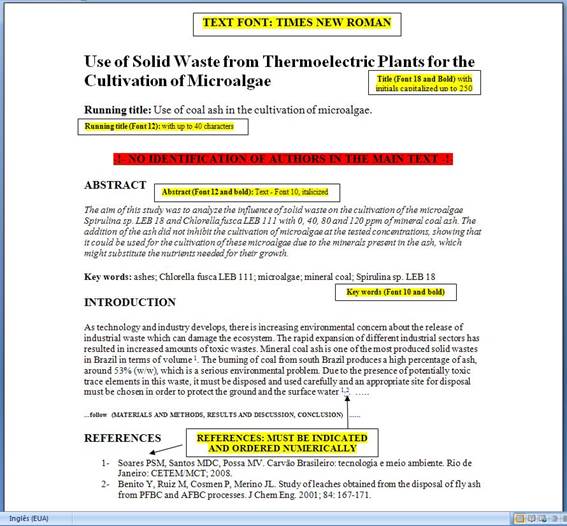 TEXT FONT: TIMES NEW ROMAN
Use of Solid Waste from Thermoelectric Plants for the
Cultivation of Microalgae
Title (Font 18 and Bold) with
initials capitalized up to 250
Running title: Use of coal ash in the cultivation of microalgae.
Running title (Font 12): with up to 40 characters
-!- NO IDENTIFICATION OF AUTHORS IN THE MAIN TEXT -!-
ABSTRACT
Abstract (Font 12 and bold): Text - Font 10, italicized
The aim of this study was to analyze the influence of solid waste on the cultivation of the microalgae
Spirulina sp. LEB 18 and Chlorella fusca LEB 111 with 0, 40, 80 and 120 ppm of mineral coal ash. The
addition of the ash did not inhibit the cultivation of microalgae at the tested concentrations, showing that
it could be used for the cultivation of these microalgae due to the minerals present in the ash, which
might substitute the nutrients needed for their growth.
Key words: ashes; Chlorella fusca LEB 111; microalgae; mineral coal; Spirulina sp. LEB 18
Key words (Font 10 and bold)
INTRODUCTION
As technology and industry develops, there is increasing environmental concern about the release of
industrial waste which can damage the ecosystem. The rapid expansion of different industrial sectors has
resulted in increased amounts of toxic wastes. Mineral coal ash is one of the most produced solid wastes
in Brazil in terms of volume 1. The burning of coal from south Brazil produces a high percentage of ash,
around 53% (w/w), which is a serious environmental problem. Due to the presence of potentially toxic
trace elements in this waste, it must be disposed and used carefully and an appropriate site for disposal
must be chosen in order to protect the ground and the surface water 1,2. .....
...follow (MATERIALS AND METHODS, RESULTS AND DISCUSSION, CONCLUSION) ......
REFERENCES
REFERENCES: MUST BE INDICATED
AND ORDERED NUMERICALLY
1- Soares PSM, Santos MDC, Possa MV. Carvão Brasileiro: tecnologia e meio ambiente. Rio de
Janeiro: CETEM/MCT; 2008.
2- Benito Y, Ruiz M, Cosmen P, Merino JL. Study of leaches obtained from the disposal of fly ash
from PFBC and AFBC processes. J Chem Eng. 2001; 84: 167-171.
Inglês (EUA)